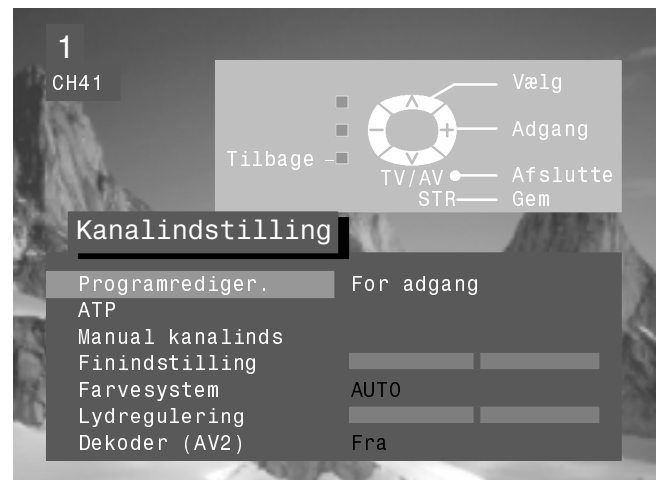 1
CH41
Vælg
Adgang
Tilbage
TV/AV Afslutte
STR Gem
Kanalindstilling
Programrediger. For adgang
ATP
Manual kanalinds
Finindstilling
Farvesystem AUTO
Lydregulering
Dekoder (AV2) Fra